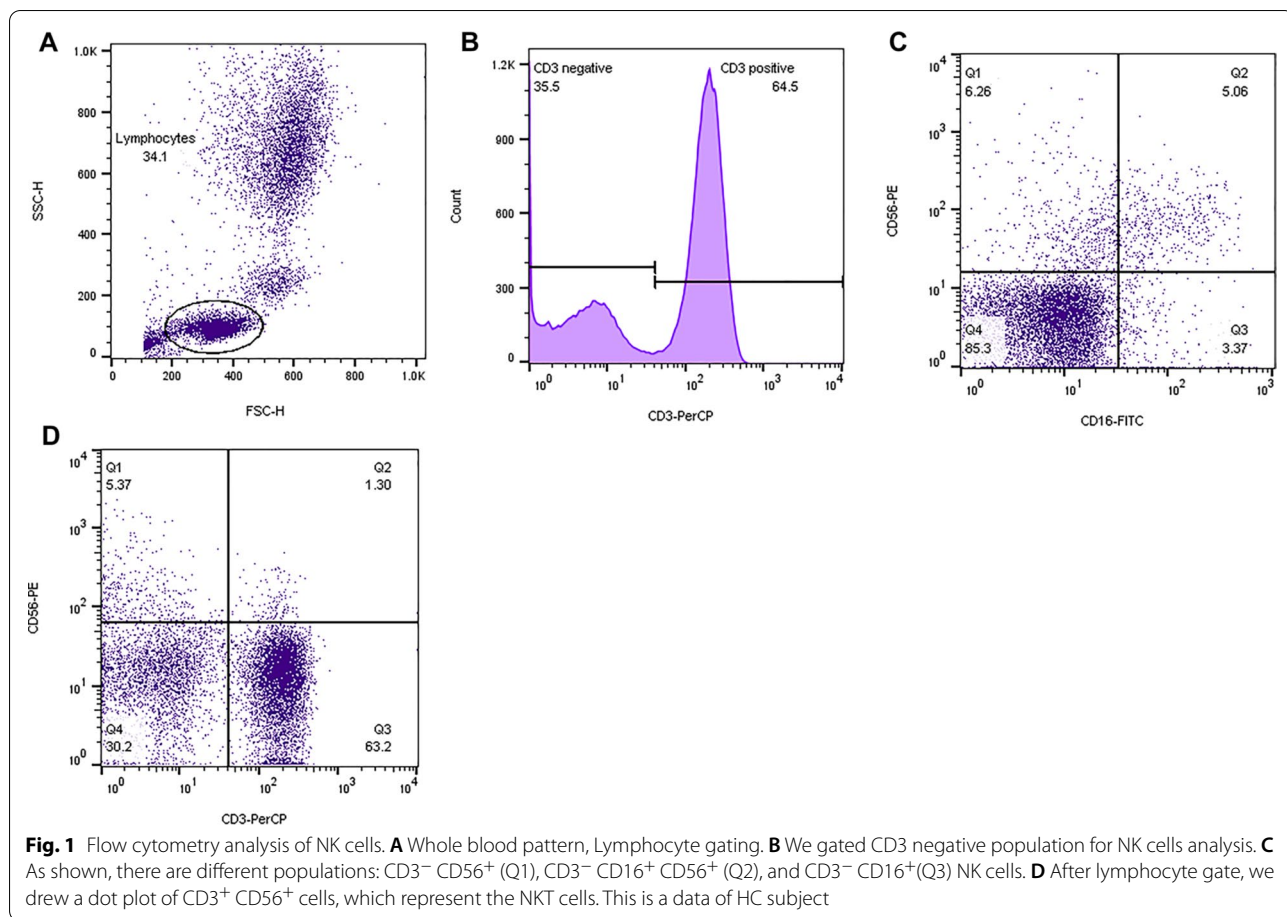 A
1.0K
800
600
400
200
0
SSC-H
Lymphocytes
34.1
0 200 400 600 800 1.0K
FSC-H
B
1.2K
900
600
300
0
Count
CD3 negative
35.5
CD3 positive
64.5
10^0 10^1 10^2 10^3 10^4
CD3-PerCP
C
10^4
10^3
10^2
10^1
10^0
CD56-PE
Q1
6.26
Q2
5.06
Q4
85.3
Q3
3.37
10^0 10^1 10^2 10^3
CD16-FITC
D
10^4
10^3
10^2
10^1
10^0
CD56-PE
Q1
5.37
Q2
1.30
Q4
30.2
Q3
63.2
10^0 10^1 10^2 10^3 10^4
CD3-PerCP
Fig. 1 Flow cytometry analysis of NK cells. A Whole blood pattern, Lymphocyte gating. B We gated CD3 negative population for NK cells analysis. C
As shown, there are different populations: CD3⁻ CD56⁺ (Q1), CD3⁻ CD16⁺ CD56⁺ (Q2), and CD3⁻ CD16⁺(Q3) NK cells. D After lymphocyte gate, we
drew a dot plot of CD3⁺ CD56⁺ cells, which represent the NKT cells. This is a data of HC subject